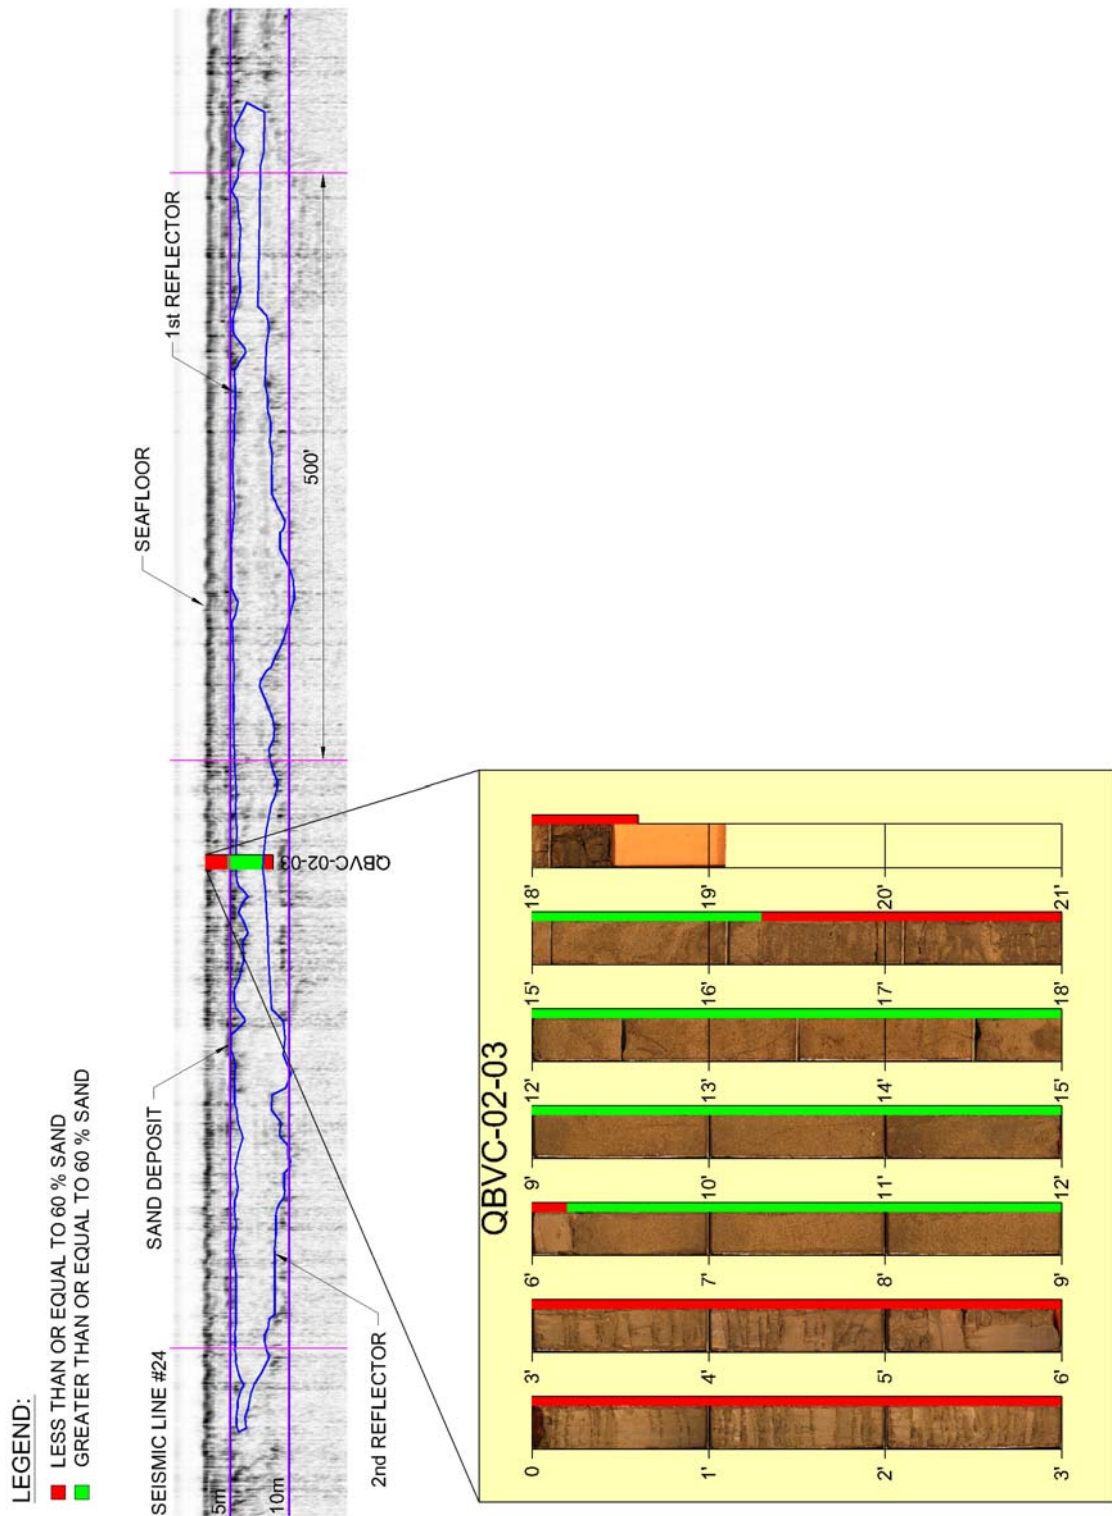 LEGEND:
LESS THAN OR EQUAL TO 60 % SAND
GREATER THAN OR EQUAL TO 60 % SAND
SEISMIC LINE #24
5m
10m
SAND DEPOSIT
SEAFLOOR
1st REFLECTOR
2nd REFLECTOR
500'
QBVC-02-03
QBVC-02-03
0
1'
2'
3'
3'
4'
5'
6'
6'
7'
8'
9'
9'
10'
11'
12'
12'
13'
14'
15'
15'
16'
17'
18'
18'
19'
20'
21'